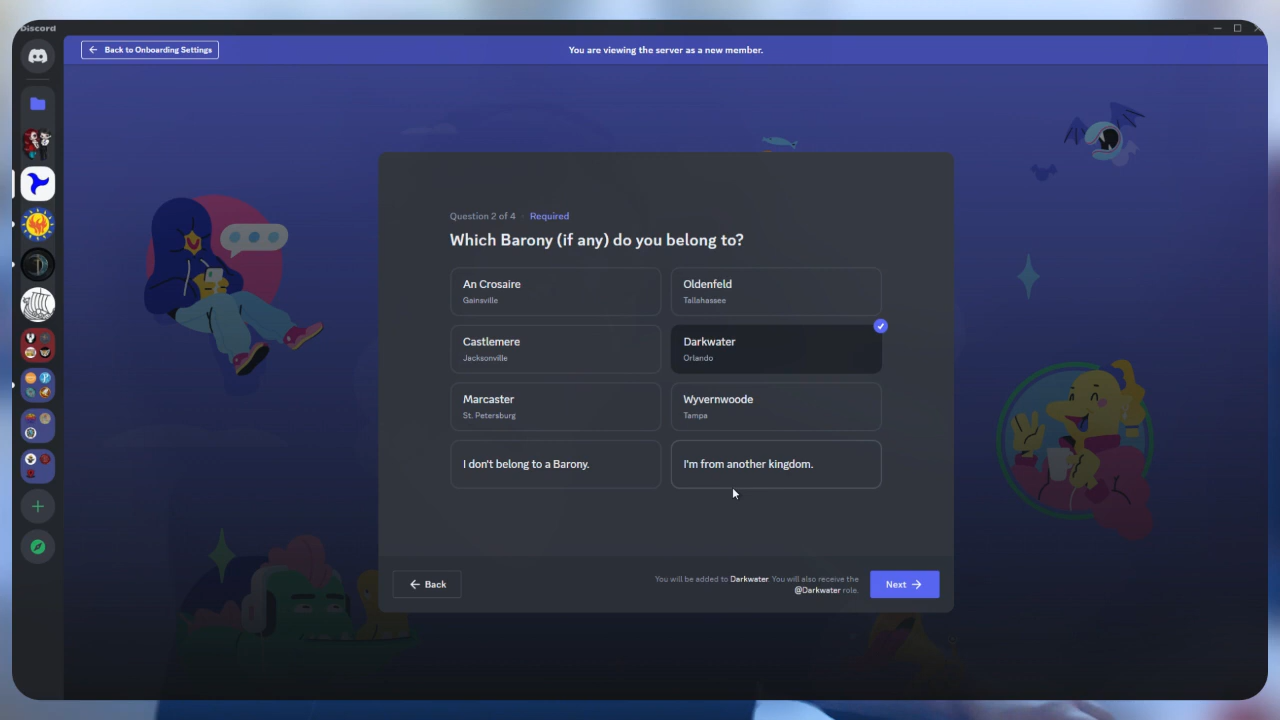 Discord
Back to Onboarding Settings
You are viewing the server as a new member.
Question 2 of 4 Required
Which Barony (if any) do you belong to?
An Crosaire
Gainsville
Oldenfeld
Tallahassee
Castlemere
Jacksonville
Darkwater
Orlando
Marcaster
St. Petersburg
Wyvernwoode
Tampa
I don't belong to a Barony.
I'm from another kingdom.
Back
You will be added to Darkwater. You will also receive the
@Darkwater role.
Next